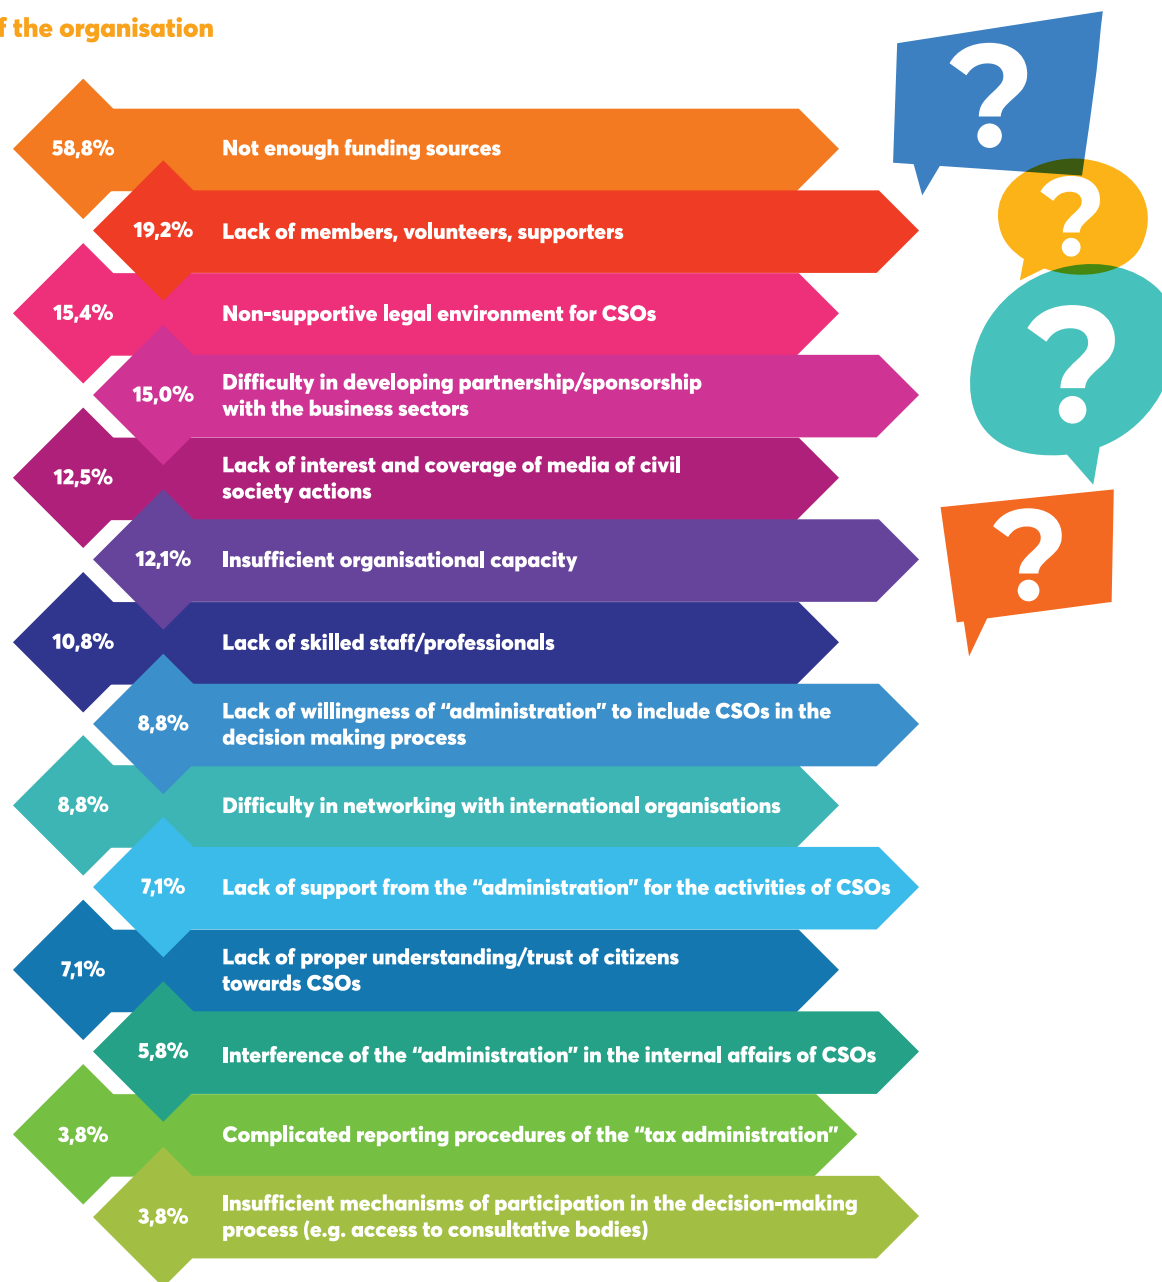 of the organisation
?
?
?
?
58,8%
Not enough funding sources
19,2%
Lack of members, volunteers, supporters
15,4%
Non-supportive legal environment for CSOs
15,0%
Difficulty in developing partnership/sponsorship
with the business sectors
12,5%
Lack of interest and coverage of media of civil
society actions
12,1%
Insufficient organisational capacity
10,8%
Lack of skilled staff/professionals
8,8%
Lack of willingness of “administration” to include CSOs in the
decision making process
8,8%
Difficulty in networking with international organisations
7,1%
Lack of support from the “administration” for the activities of CSOs
7,1%
Lack of proper understanding/trust of citizens
towards CSOs
5,8%
Interference of the “administration” in the internal affairs of CSOs
3,8%
Complicated reporting procedures of the “tax administration”
3,8%
Insufficient mechanisms of participation in the decision-making
process (e.g. access to consultative bodies)